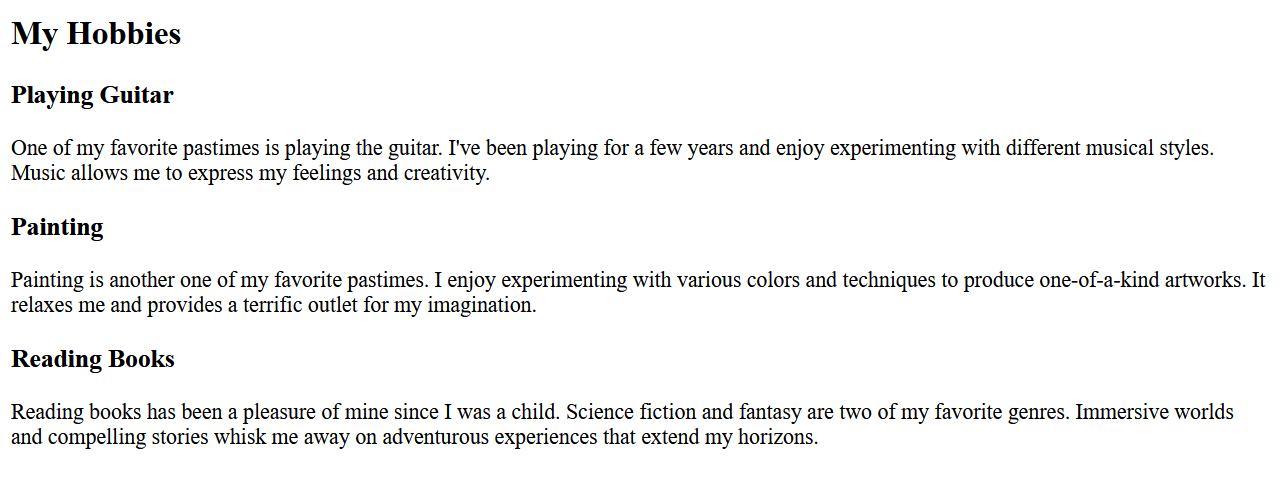 My Hobbies
Playing Guitar
One of my favorite pastimes is playing the guitar. I've been playing for a few years and enjoy experimenting with different musical styles.
Music allows me to express my feelings and creativity.
Painting
Painting is another one of my favorite pastimes. I enjoy experimenting with various colors and techniques to produce one-of-a-kind artworks. It
relaxes me and provides a terrific outlet for my imagination.
Reading Books
Reading books has been a pleasure of mine since I was a child. Science fiction and fantasy are two of my favorite genres. Immersive worlds
and compelling stories whisk me away on adventurous experiences that extend my horizons.